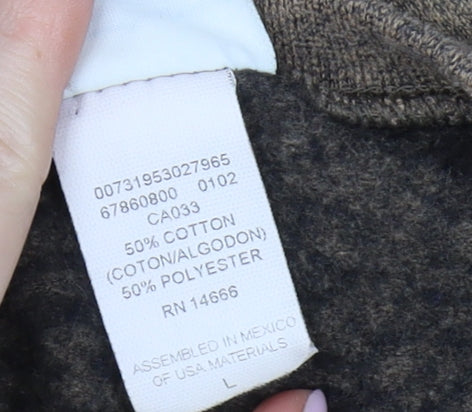 00731953027965
67860800 0102
CA033
50% COTTON
(COTON/ALGODON)
50% POLYESTER
RN 14666
ASSEMBLED IN MEXICO
OF USA MATERIALS
L